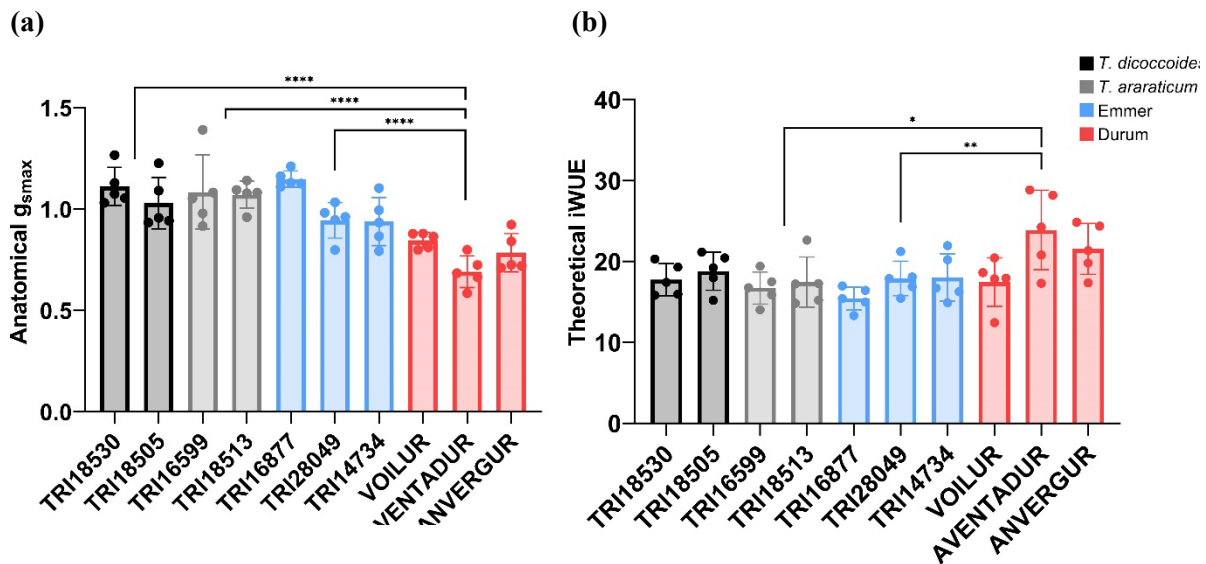 (a)
Anatomical gsmax
1.5
1.0
0.5
0.0
****
****
****
TRI18530
TRI18505
TRI16599
TRI18513
TRI16877
TRI28049
TRI14734
VOILUR
VENTADUR
ANVERGUR
(b)
T. dicoccoide
T. araraticum
Emmer
Durum
Theoretical iWUE
40
30
20
10
0
*
**
TRI18530
TRI18505
TRI16599
TRI18513
TRI16877
TRI28049
TRI14734
VOILUR
AVENTADUR
ANVERGUR